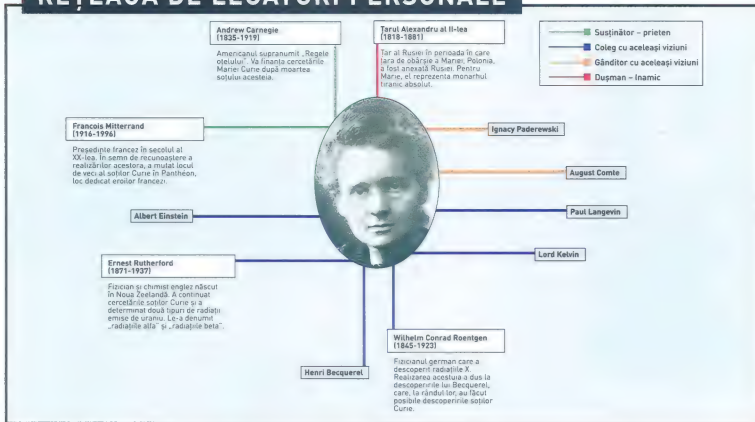 REȚEAUA DE LEGĂTURI PERSONALE
Andrew Carnegie
(1835-1919)
Americanul supranumit „Regele
oțelului”. Va finanța cercetările
Mariei Curie după moartea
soțului acesteia.
Țarul Alexandru al II-lea
(1818-1881)
Țar al Rusiei în perioada în care
țara de obârșie a Mariei, Polonia,
a fost anexată Rusiei. Pentru
Marie, el reprezenta monarhul
tiranic absolut.
Susținător – prieten
Coleg cu aceleași viziuni
Gânditor cu aceleași viziuni
Dușman – Inamic
Francois Mitterrand
(1916-1996)
Președinte francez în secolul al
XX-lea. În semn de recunoaștere a
realizărilor acestora, a mutat locul
de veci al soților Curie în Panthéon,
loc dedicat eroilor francezi.
Ignacy Paderewski
August Comte
Albert Einstein
Paul Langevin
Lord Kelvin
Ernest Rutherford
(1871-1937)
Fizician și chimist englez născut
în Noua Zeelandă. A continuat
cercetările soților Curie și a
determinat două tipuri de radiații
emise de uraniu. Le-a denumit
„radiațiile alfa” și „radiațiile beta”.
Henri Becquerel
Wilhelm Conrad Roentgen
(1845-1923)
Fizicianul german care a
descoperit radiațiile X.
Realizarea acestuia a dus la
descoperirile lui Becquerel,
care, la rândul lor, au făcut
posibile descoperirile soților
Curie.